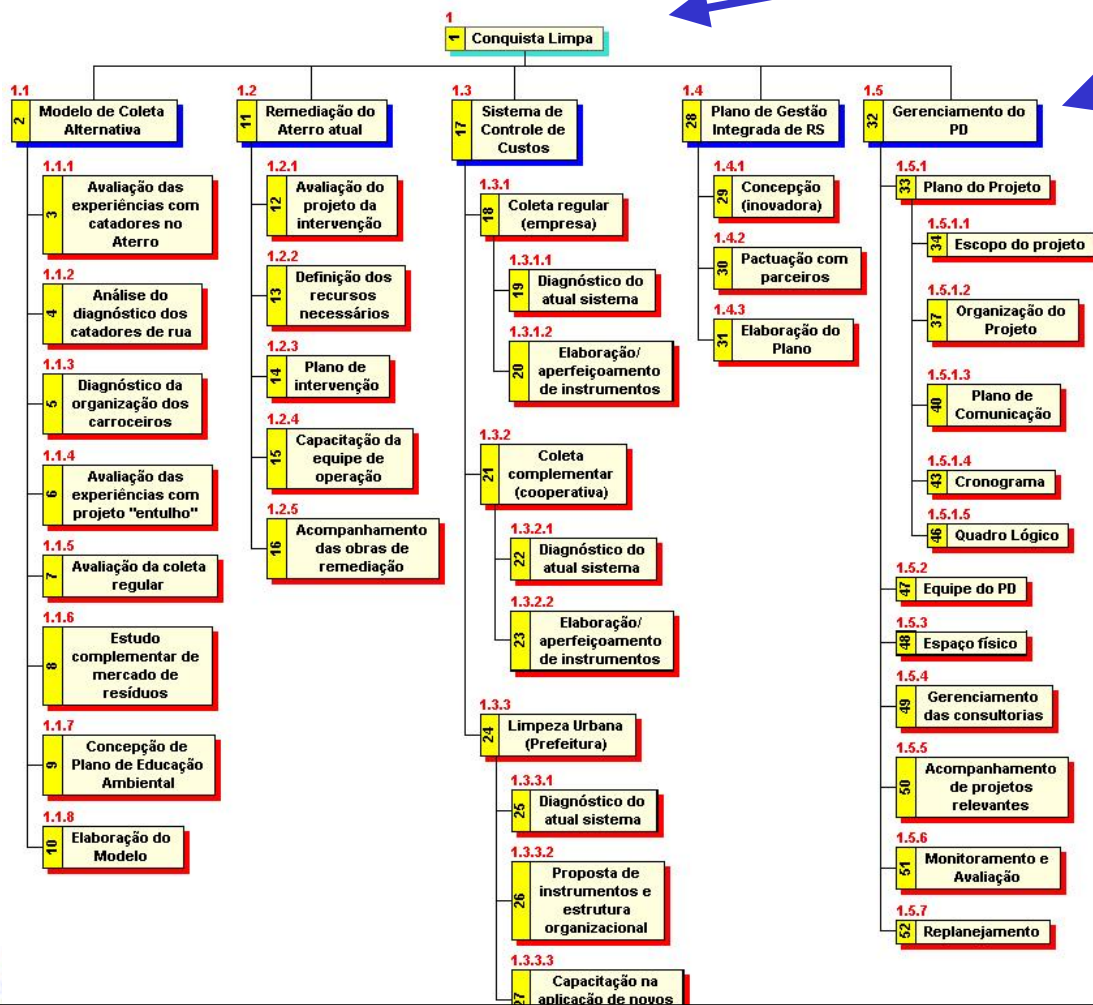 1
1 Conquista Limpa
1.1
2 Modelo de Coleta
Alternativa
1.1.1
3 Avaliação das
experiências com
catadores no
Aterro
1.1.2
4 Análise do
diagnóstico dos
catadores de rua
1.1.3
5 Diagnóstico da
organização dos
carroceiros
1.1.4
6 Avaliação das
experiências com
projeto "entulho"
1.1.5
7 Avaliação da coleta
regular
1.1.6
8 Estudo
complementar de
mercado de
resíduos
1.1.7
9 Concepção de
Plano de Educação
Ambiental
1.1.8
10 Elaboração do
Modelo
1.2
11 Remediação do
Aterro atual
1.2.1
12 Avaliação do
projeto da
intervenção
1.2.2
13 Definição dos
recursos
necessários
1.2.3
14 Plano de
intervenção
1.2.4
15 Capacitação da
equipe de
operação
1.2.5
16 Acompanhamento
das obras de
remediação
1.3
17 Sistema de
Controle de
Custos
1.3.1
18 Coleta regular
(empresa)
1.3.1.1
19 Diagnóstico do
atual sistema
1.3.1.2
20 Elaboração/
aperfeiçoamento
de instrumentos
1.3.2
21 Coleta
complementar
(cooperativa)
1.3.2.1
22 Diagnóstico do
atual sistema
1.3.2.2
23 Elaboração/
aperfeiçoamento
de instrumentos
1.3.3
24 Limpeza Urbana
(Prefeitura)
1.3.3.1
25 Diagnóstico do
atual sistema
1.3.3.2
26 Proposta de
instrumentos e
estrutura
organizacional
1.3.3.3
27 Capacitação na
aplicação de novos
1.4
28 Plano de Gestão
Integrada de RS
1.4.1
29 Concepção
(inovadora)
1.4.2
30 Pactuação com
parceiros
1.4.3
31 Elaboração do
Plano
1.5
32 Gerenciamento do
PD
1.5.1
33 Plano do Projeto
1.5.1.1
34 Escopo do projeto
1.5.1.2
37 Organização do
Projeto
1.5.1.3
40 Plano de
Comunicação
1.5.1.4
43 Cronograma
1.5.1.5
46 Quadro Lógico
1.5.2
47 Equipe do PD
1.5.3
48 Espaço físico
1.5.4
49 Gerenciamento
das consultorias
1.5.5
50 Acompanhamento
de projetos
relevantes
1.5.6
51 Monitoramento e
Avaliação
1.5.7
52 Replanejamento